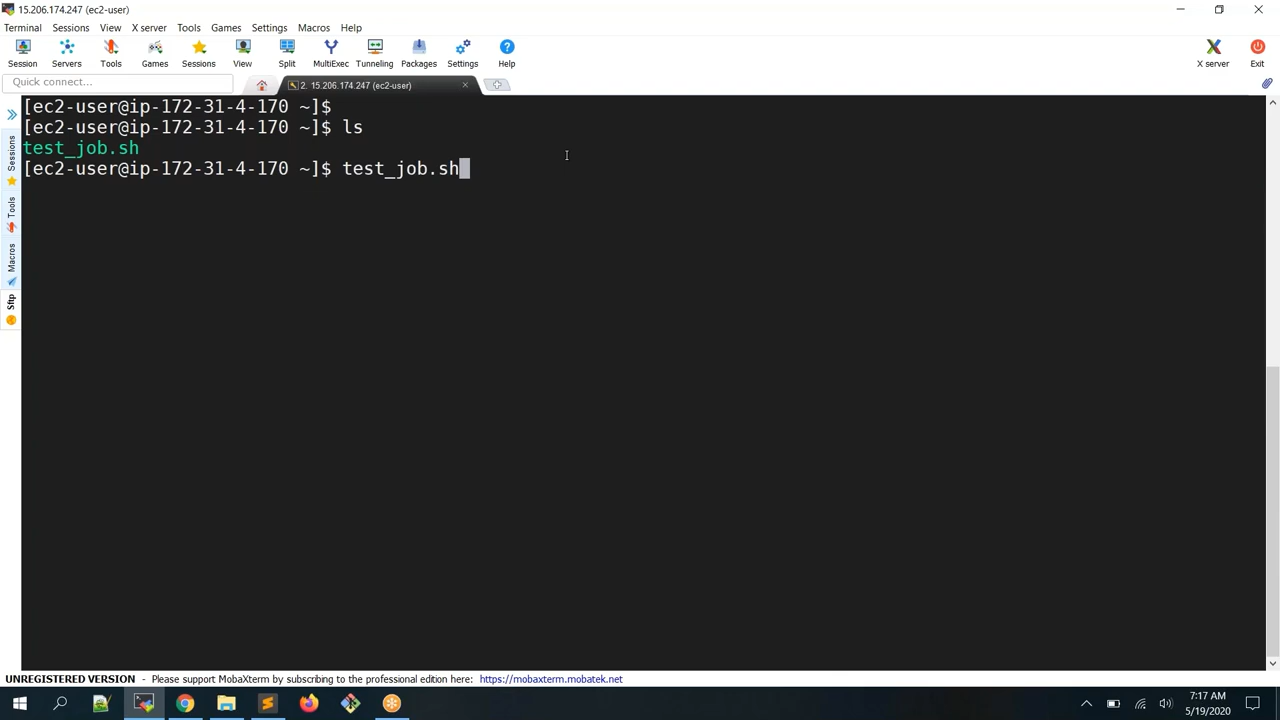 15.206.174.247 (ec2-user)
Terminal Sessions View X server Tools Games Settings Macros Help
Session Servers Tools Games Sessions View Split MultiExec Tunneling Packages Settings Help X server Exit
Quick connect...
2. 15.206.174.247 (ec2-user)
[ec2-user@ip-172-31-4-170 ~]$
[ec2-user@ip-172-31-4-170 ~]$ ls
test_job.sh
[ec2-user@ip-172-31-4-170 ~]$ test_job.sh
Sessions
Tools
Macros
Sftp
UNREGISTERED VERSION - Please support MobaXterm by subscribing to the professional edition here: https://mobaxterm.mobatek.net
7:17 AM
5/19/2020